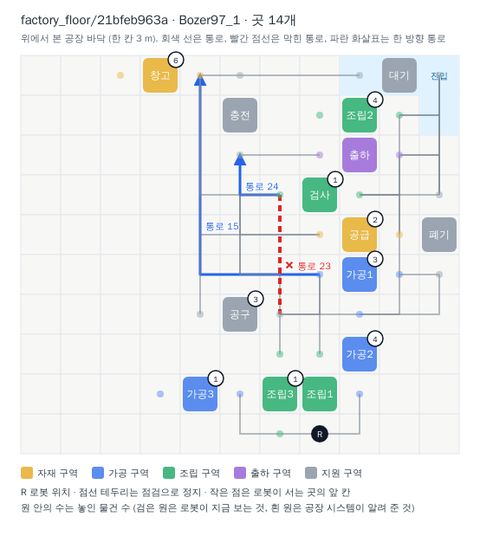 factory_floor/21bfeb963a · Bozer97_1 · 곳 14개
위에서 본 공장 바닥 (한 칸 3 m). 회색 선은 통로, 빨간 점선은 막힌 통로, 파란 화살표는 한 방향 통로
창고 6 대기
충전 조립2 4
출하
통로 24 검사 1
통로 15 공급 2 폐기
✕ 통로 23 가공1 3
공구 3
가공2 4
가공3 1 조립3 1 조립1
R
자재 구역 가공 구역 조립 구역 출하 구역 지원 구역
R 로봇 위치 · 점선 테두리는 점검으로 정지 · 작은 점은 로봇이 서는 곳의 앞 칸
원 안의 수는 놓인 물건 수 (검은 원은 로봇이 지금 보는 것, 흰 원은 공장 시스템이 알려 준 것)